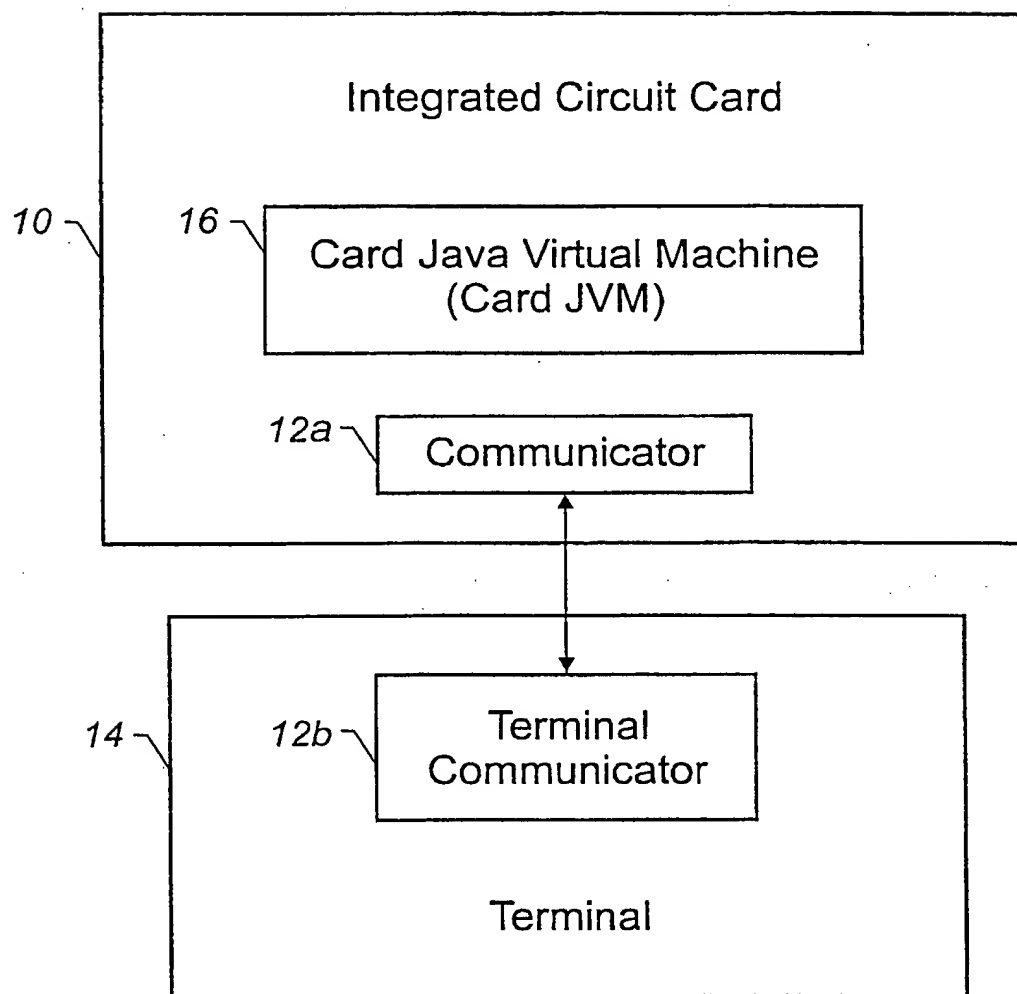 Integrated Circuit Card
10
16
Card Java Virtual Machine
(Card JVM)
12a
Communicator
14
12b
Terminal
Communicator
Terminal